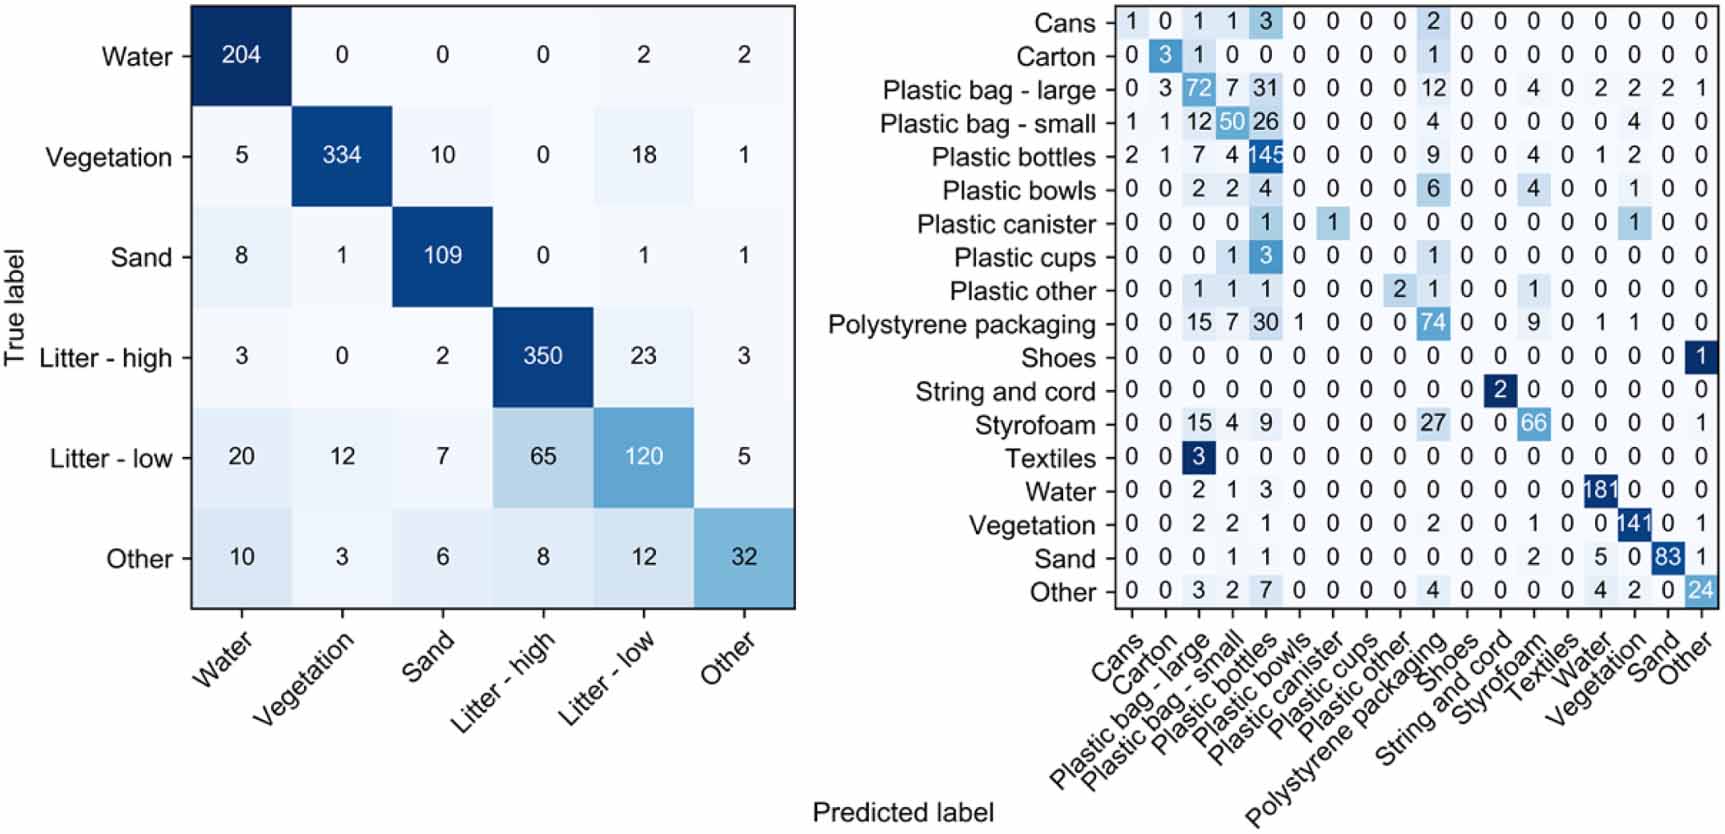 True label
Water 204 0 0 0 2 2
Vegetation 5 334 10 0 18 1
Sand 8 1 109 0 1 1
Litter - high 3 0 2 350 23 3
Litter - low 20 12 7 65 120 5
Other 10 3 6 8 12 32
Water Vegetation Sand Litter - high Litter - low Other
Cans 1 0 1 1 3 0 0 0 0 2 0 0 0 0 0 0 0 0
Carton 0 3 1 0 0 0 0 0 0 1 0 0 0 0 0 0 0 0
Plastic bag - large 0 3 72 7 31 0 0 0 0 12 0 0 4 0 2 2 2 1
Plastic bag - small 1 1 12 50 26 0 0 0 0 4 0 0 0 0 0 4 0 0
Plastic bottles 2 1 7 4 145 0 0 0 0 9 0 0 4 0 1 2 0 0
Plastic bowls 0 0 2 2 4 0 0 0 0 6 0 0 4 0 0 1 0 0
Plastic canister 0 0 0 0 1 0 1 0 0 0 0 0 0 0 0 1 0 0
Plastic cups 0 0 0 1 3 0 0 0 0 1 0 0 0 0 0 0 0 0
Plastic other 0 0 1 1 1 0 0 0 2 1 0 0 1 0 0 0 0 0
Polystyrene packaging 0 0 15 7 30 1 0 0 0 74 0 0 9 0 1 1 0 0
Shoes 0 0 0 0 0 0 0 0 0 0 0 0 0 0 0 0 0 1
String and cord 0 0 0 0 0 0 0 0 0 0 0 2 0 0 0 0 0 0
Styrofoam 0 0 15 4 9 0 0 0 0 27 0 0 66 0 0 0 0 1
Textiles 0 0 3 0 0 0 0 0 0 0 0 0 0 0 0 0 0 0
Water 0 0 2 1 3 0 0 0 0 0 0 0 0 0 181 0 0 0
Vegetation 0 0 2 2 1 0 0 0 0 2 0 0 1 0 0 141 0 1
Sand 0 0 0 1 1 0 0 0 0 0 0 0 2 0 5 0 83 1
Other 0 0 3 2 7 0 0 0 0 4 0 0 0 0 4 2 0 24
Cans Carton Plastic bag - large Plastic bag - small Plastic bottles Plastic bowls Plastic canister Plastic cups Plastic other Polystyrene packaging Shoes String and cord Styrofoam Textiles Water Vegetation Sand Other
Predicted label